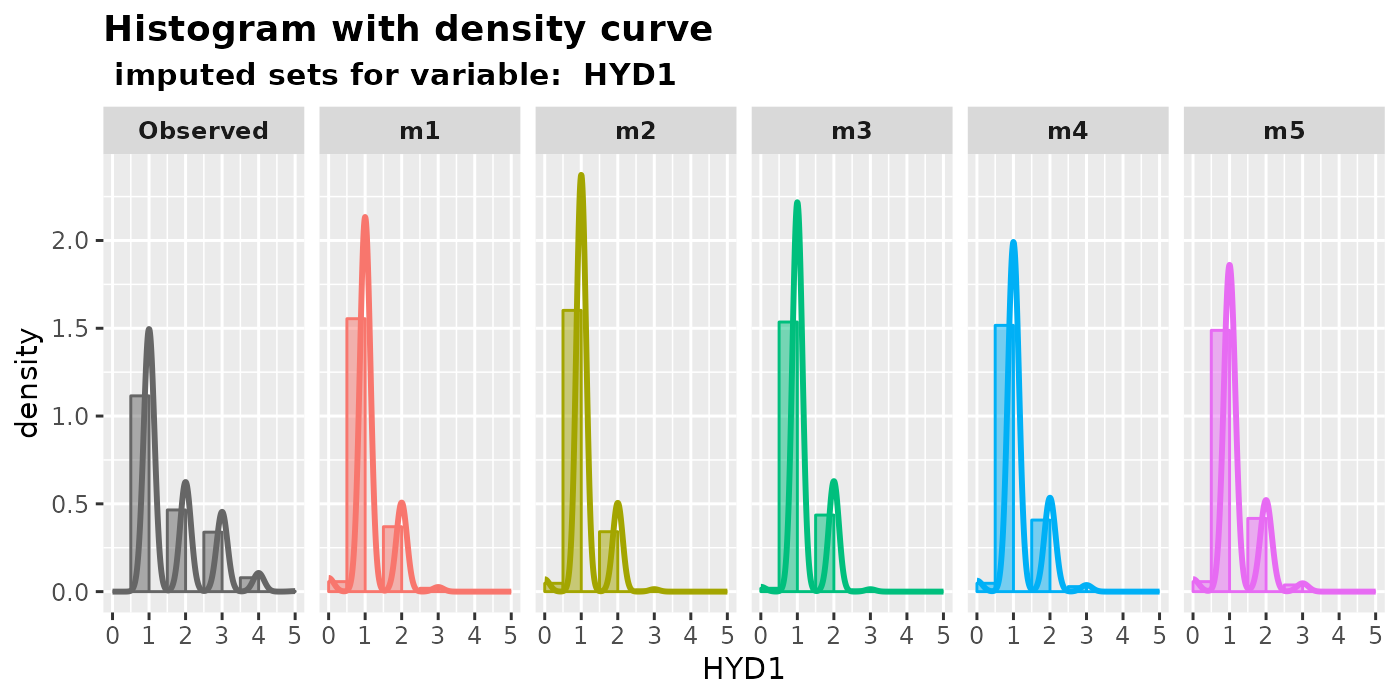 Histogram with density curve
imputed sets for variable:  HYD1
Observed m1 m2 m3 m4 m5
2.0
1.5
1.0
0.5
0.0
density
0 1 2 3 4 5 0 1 2 3 4 5 0 1 2 3 4 5 0 1 2 3 4 5 0 1 2 3 4 5 0 1 2 3 4 5
HYD1